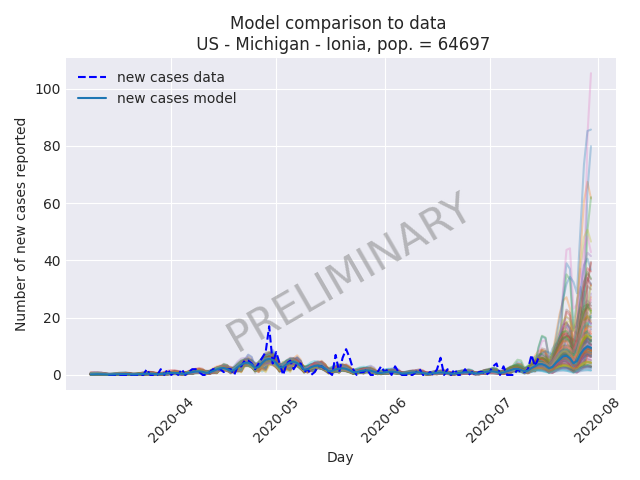 Model comparison to data
US - Michigan - Ionia, pop. = 64697
new cases data
new cases model
PRELIMINARY
Number of new cases reported
100
80
60
40
20
0
2020-04
2020-05
2020-06
2020-07
2020-08
Day